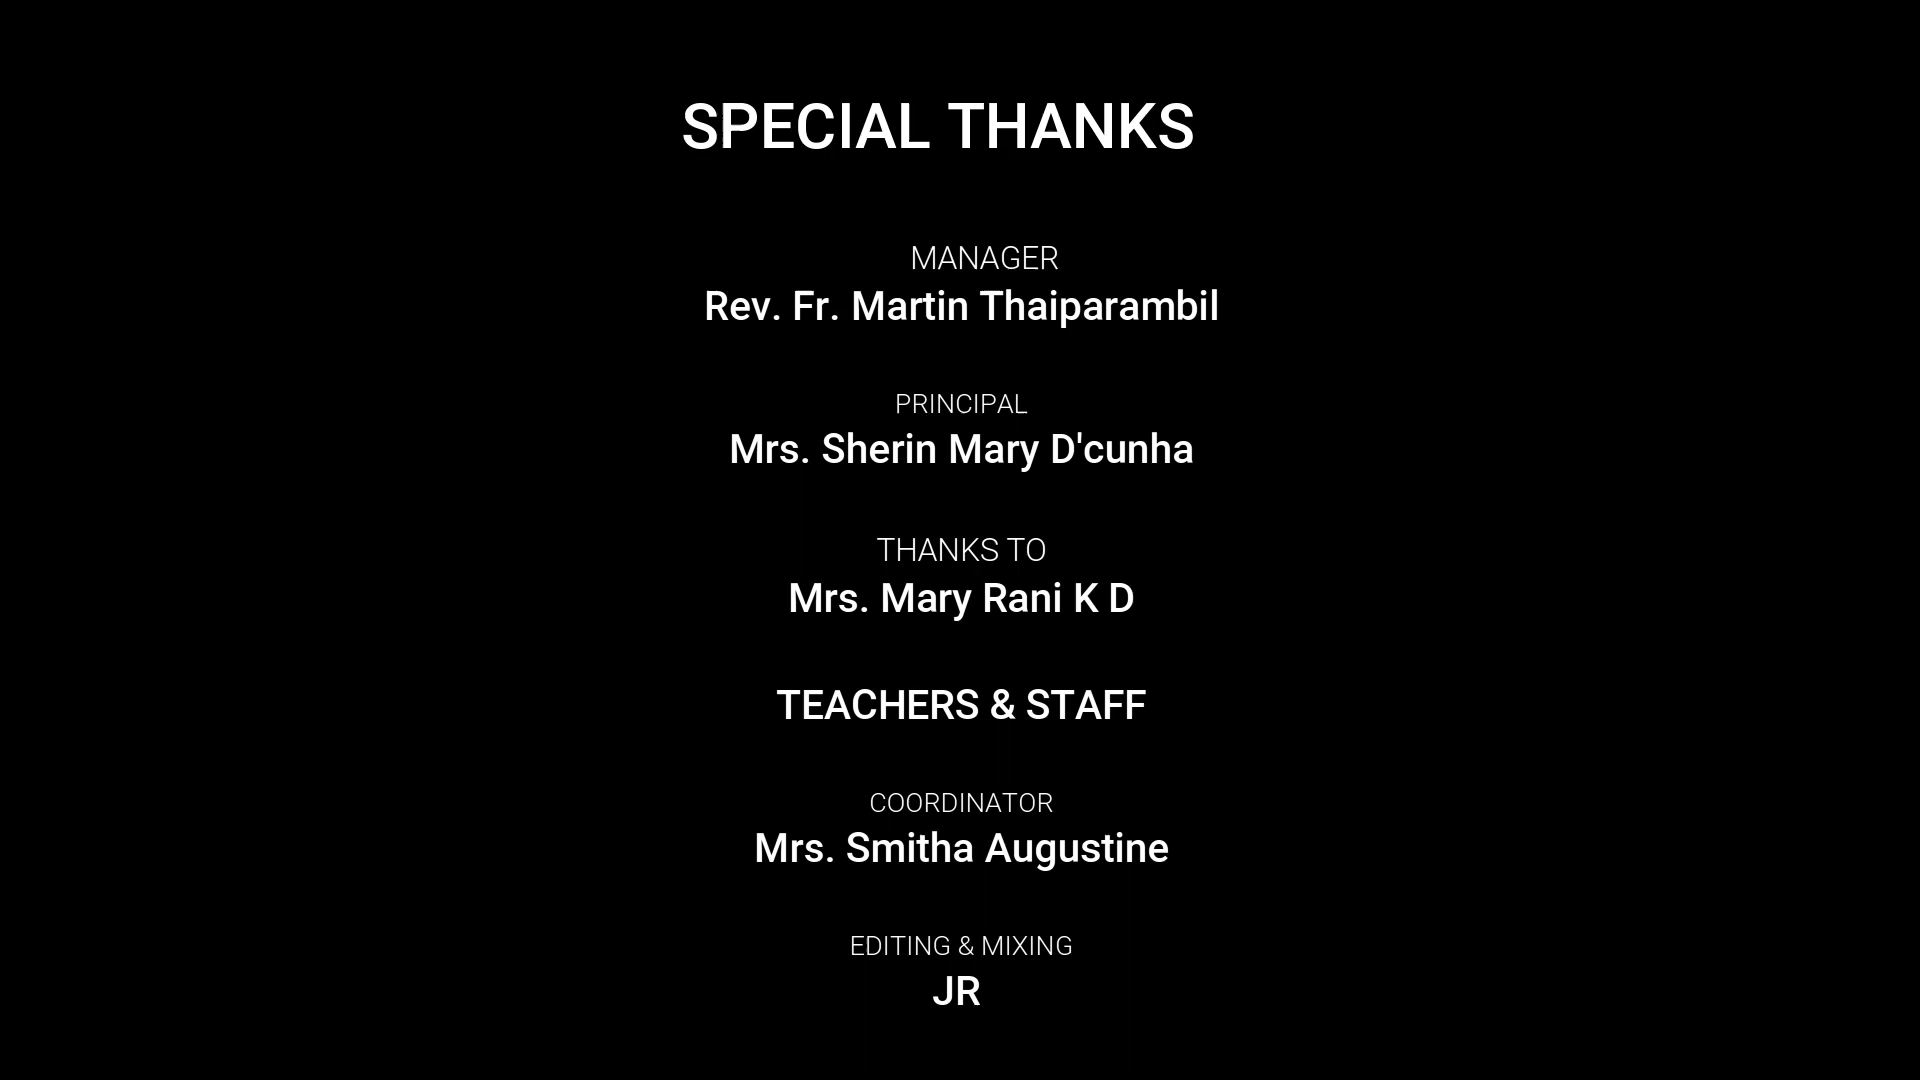 SPECIAL THANKS
MANAGER
Rev. Fr. Martin Thaiparambil
PRINCIPAL
Mrs. Sherin Mary D'cunha
THANKS TO
Mrs. Mary Rani K D
TEACHERS & STAFF
COORDINATOR
Mrs. Smitha Augustine
EDITING & MIXING
JR